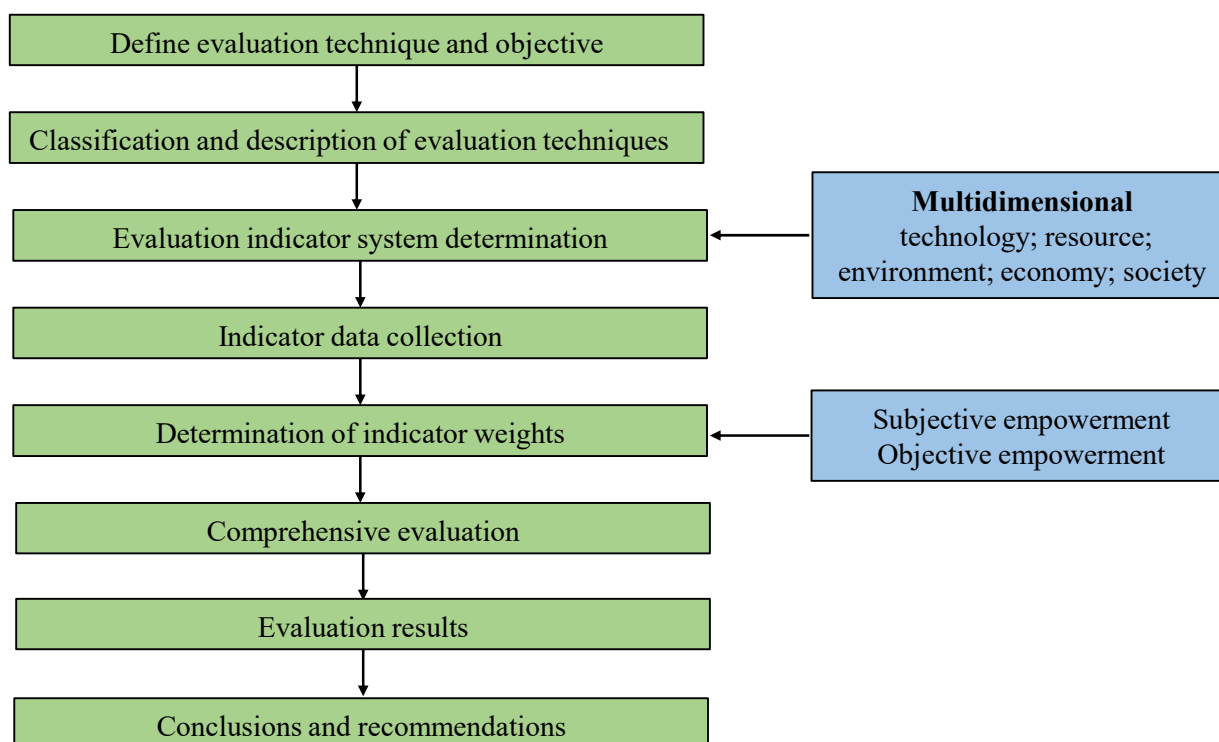 Define evaluation technique and objective
Classification and description of evaluation techniques
Evaluation indicator system determination
Multidimensional
technology; resource;
environment; economy; society
Indicator data collection
Determination of indicator weights
Subjective empowerment
Objective empowerment
Comprehensive evaluation
Evaluation results
Conclusions and recommendations